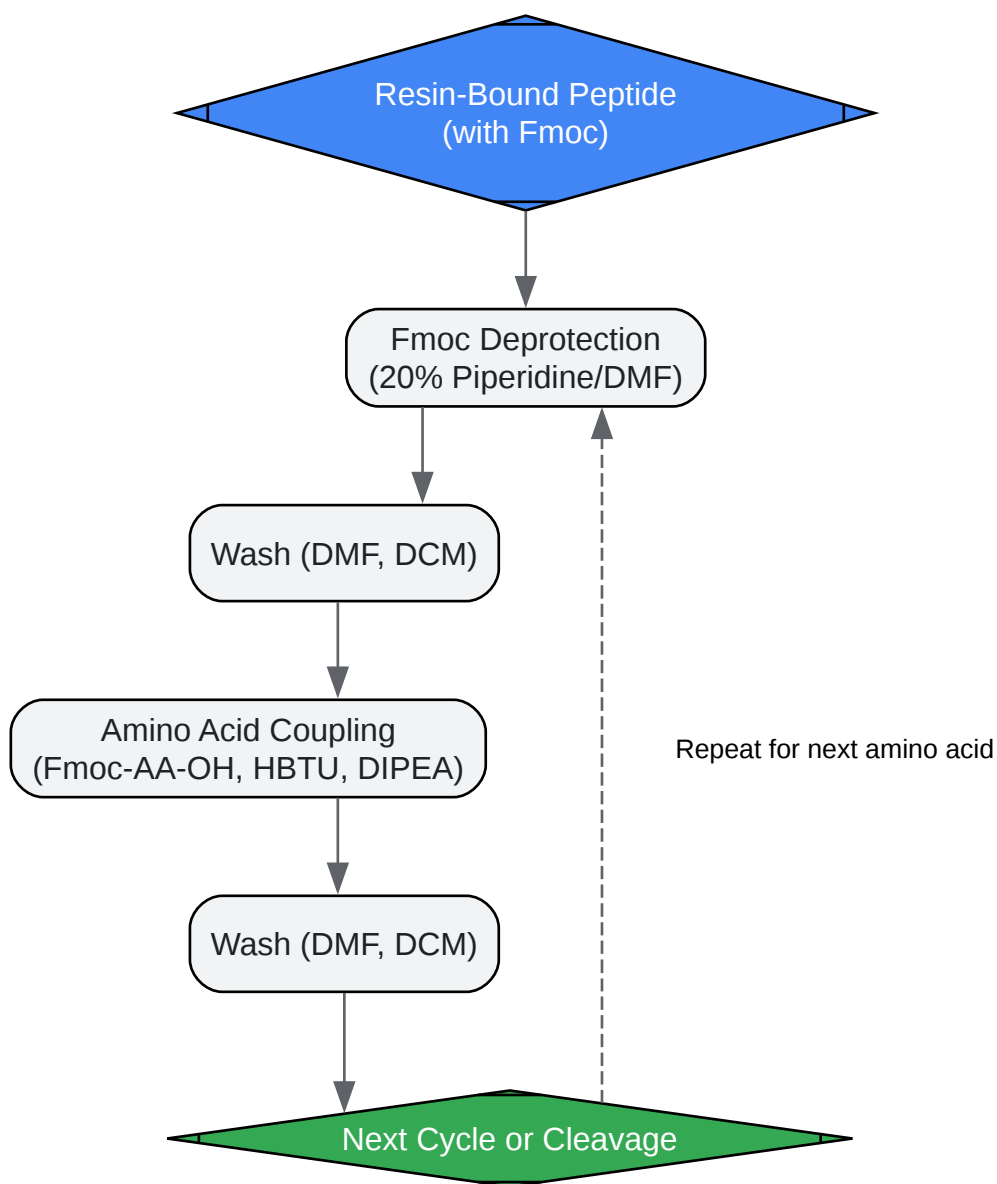 Resin-Bound Peptide
(with Fmoc)
Fmoc Deprotection
(20% Piperidine/DMF)
Wash (DMF, DCM)
Amino Acid Coupling
(Fmoc-AA-OH, HBTU, DIPEA)
Repeat for next amino acid
Wash (DMF, DCM)
Next Cycle or Cleavage